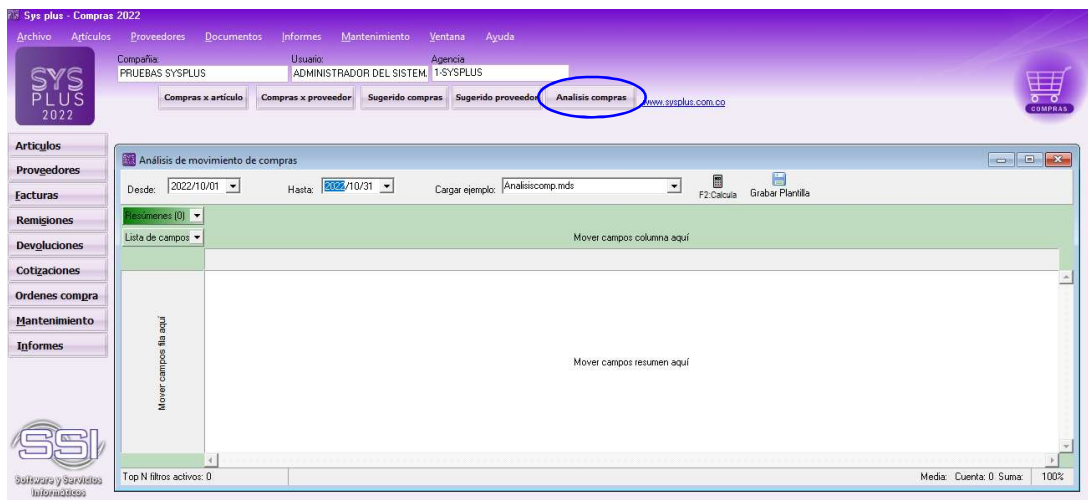 Sys plus - Compras 2022
Archivo Artículos Proveedores Documentos Informes Mantenimiento Ventana Ayuda
Compañia: Usuario: Agencia
PRUEBAS SYSPLUS ADMINISTRADOR DEL SISTEM. 1-SYSPLUS
SYS
PLUS
2022
Compras x artículo Compras x proveedor Sugerido compras Sugerido proveedor Analisis compras www.sysplus.com.co
COMPRAS
Articulos
Proveedores
Facturas
Remisiones
Devoluciones
Cotizaciones
Ordenes compra
Mantenimiento
Informes
Análisis de movimiento de compras
Desde: 2022/10/01 Hasta: 2022/10/31 Cargar ejemplo: Analisiscomp.mds F2:Calcula Grabar Plantilla
Resúmenes (0)
Lista de campos Mover campos columna aquí
Mover campos fila aquí
Mover campos resumen aquí
Top N filtros activos: 0 Media: Cuenta: 0 Suma: 100%
SSI
Software y Servicios
Informáticos